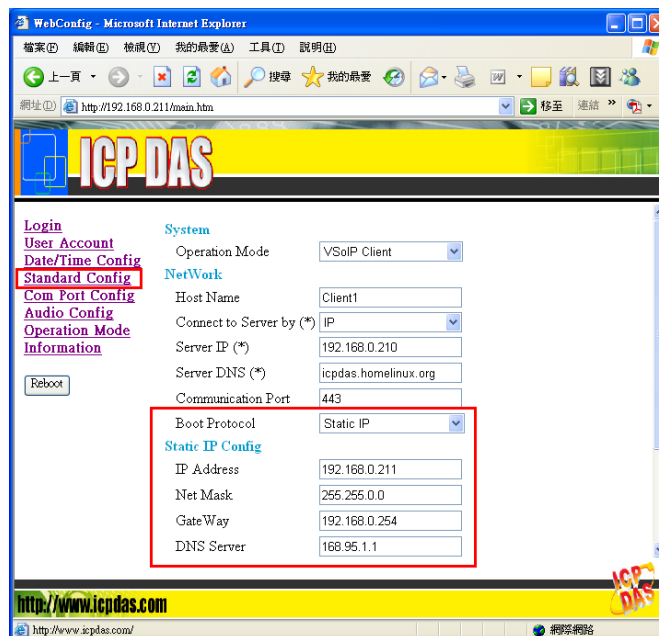 WebConfig - Microsoft Internet Explorer
檔案(F) 編輯(E) 檢視(V) 我的最愛(A) 工具(T) 說明(H)
上一頁 搜尋 我的最愛
網址(D) http://192.168.0.211/main.htm 移至 連結 »
ICP DAS
Login
User Account
Date/Time Config
Standard Config
Com Port Config
Audio Config
Operation Mode
Information
Reboot
System
Operation Mode VSoIP Client
NetWork
Host Name Client1
Connect to Server by (*) IP
Server IP (*) 192.168.0.210
Server DNS (*) icpdas.homelinux.org
Communication Port 443
Boot Protocol Static IP
Static IP Config
IP Address 192.168.0.211
Net Mask 255.255.0.0
GateWay 192.168.0.254
DNS Server 168.95.1.1
http://www.icpdas.com
ICP DAS
http://www.icpdas.com/ 網際網路